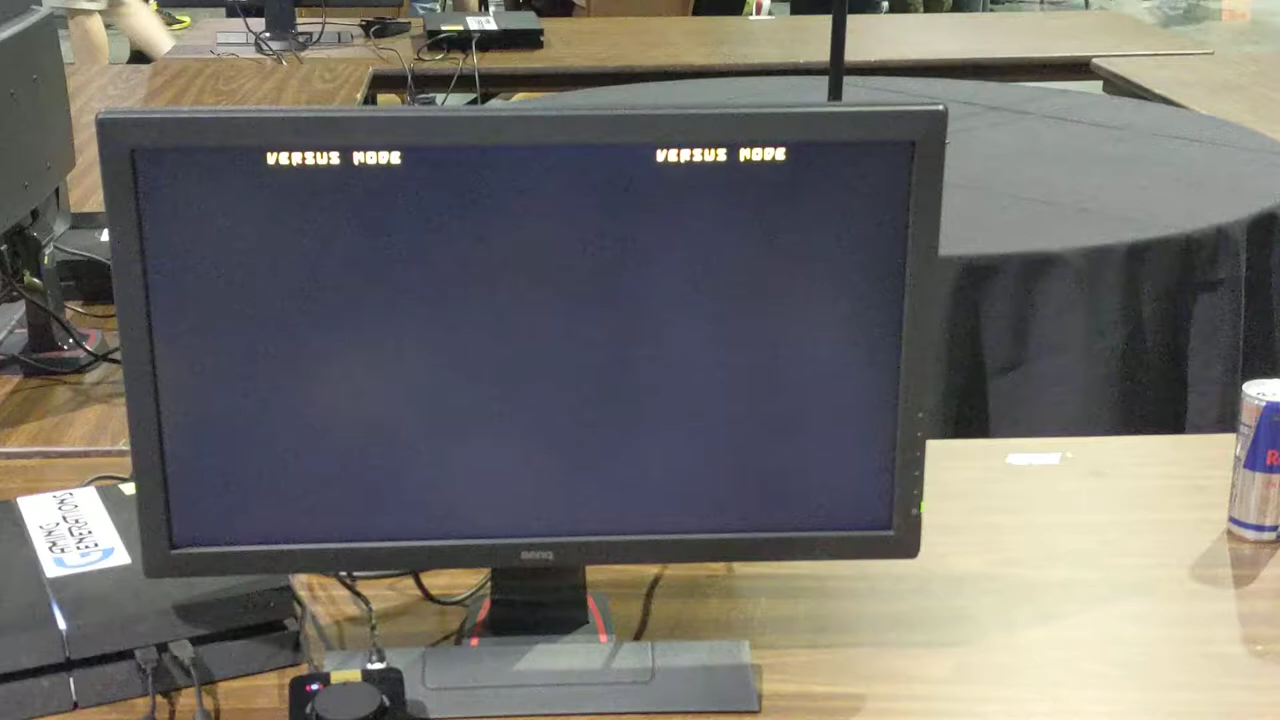 VERSUS MODE VERSUS MODE
BenQ
GAMING
GENERATIONS
R